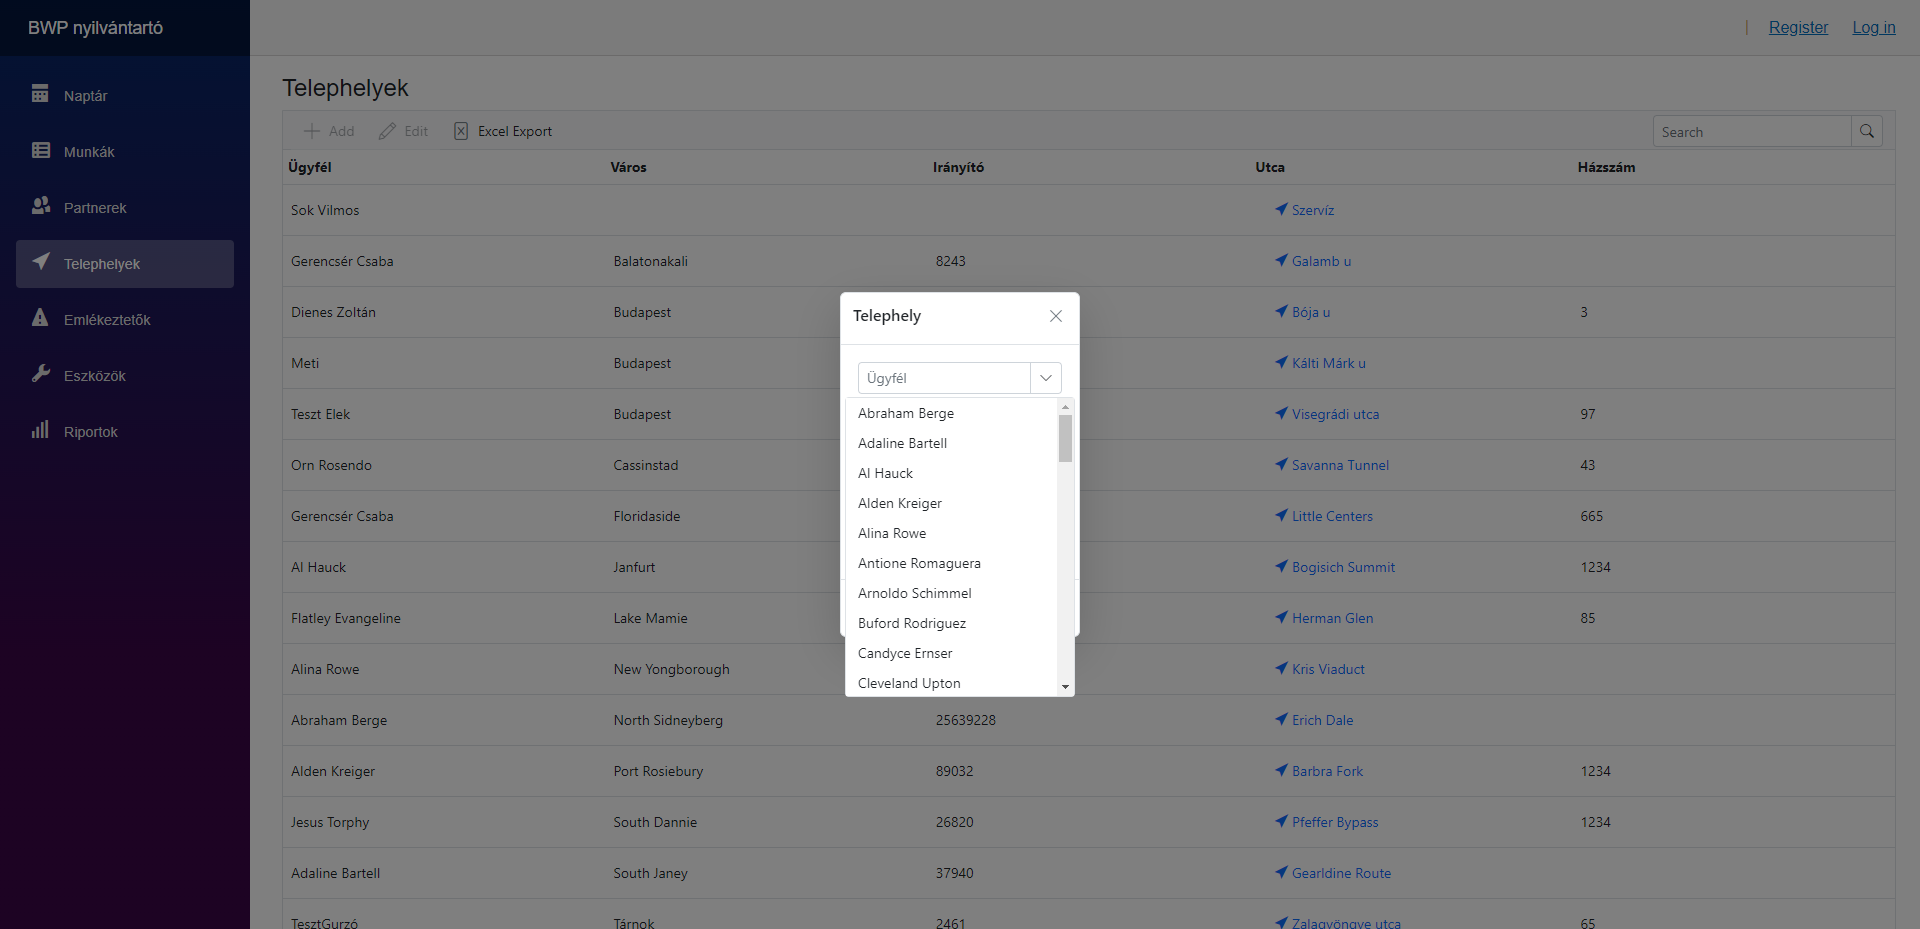 BWP nyilvántartó
Register Log in
Naptár
Munkák
Partnerek
Telephelyek
Emlékeztetők
Eszközök
Riportok
Telephelyek
Add Edit Excel Export Search
Ügyfél Város Irányító Utca Házszám
Sok Vilmos Szervíz
Gerencsér Csaba Balatonakali 8243 Galamb u
Dienes Zoltán Budapest Bója u 3
Meti Budapest Kálti Márk u
Teszt Elek Budapest Visegrádi utca 97
Orn Rosendo Cassinstad Savanna Tunnel 43
Gerencsér Csaba Floridaside Little Centers 665
Al Hauck Janfurt Bogisich Summit 1234
Flatley Evangeline Lake Mamie Herman Glen 85
Alina Rowe New Yongborough Kris Viaduct
Abraham Berge North Sidneyberg 25639228 Erich Dale
Alden Kreiger Port Rosiebury 89032 Barbra Fork 1234
Jesus Torphy South Dannie 26820 Pfeffer Bypass 1234
Adaline Bartell South Janey 37940 Gearldine Route
TesztGurzó Tárnok 2461 Zalagyöngye utca 65
Telephely
Ügyfél
Abraham Berge
Adaline Bartell
Al Hauck
Alden Kreiger
Alina Rowe
Antione Romaguera
Arnoldo Schimmel
Buford Rodriguez
Candyce Ernser
Cleveland Upton